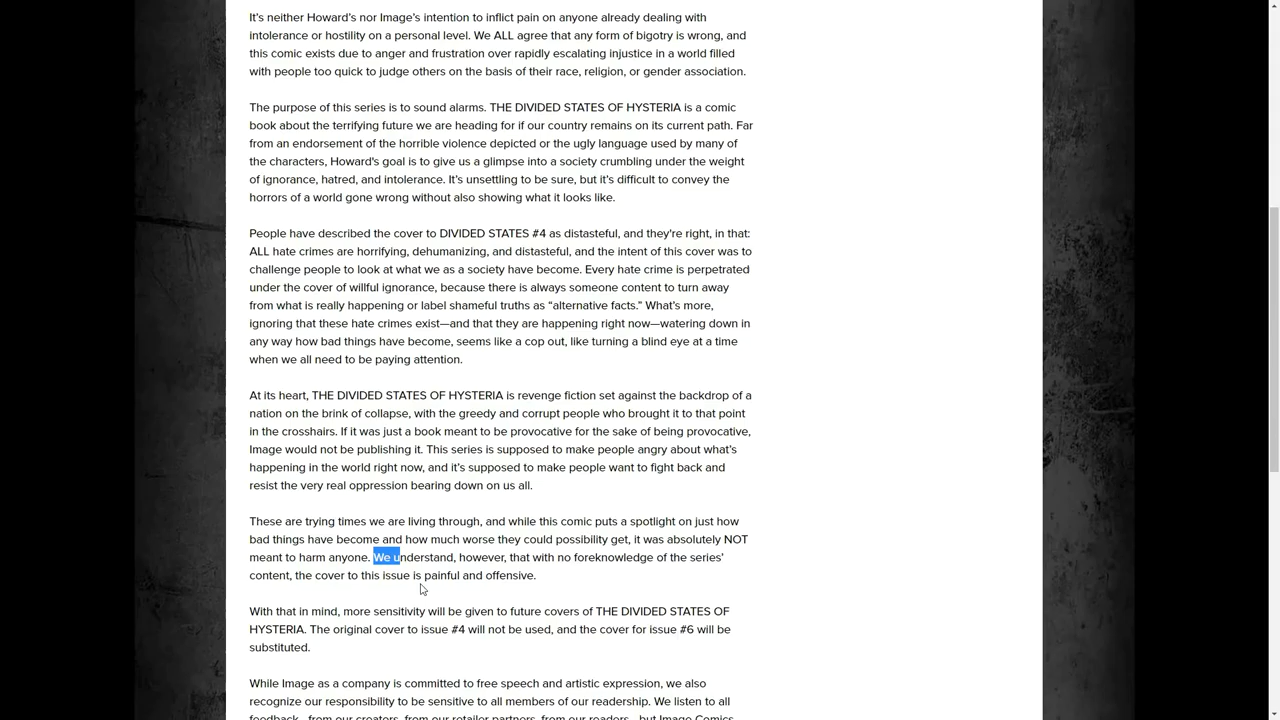 It’s neither Howard’s nor Image’s intention to inflict pain on anyone already dealing with
intolerance or hostility on a personal level. We ALL agree that any form of bigotry is wrong, and
this comic exists due to anger and frustration over rapidly escalating injustice in a world filled
with people too quick to judge others on the basis of their race, religion, or gender association.
The purpose of this series is to sound alarms. THE DIVIDED STATES OF HYSTERIA is a comic
book about the terrifying future we are heading for if our country remains on its current path. Far
from an endorsement of the horrible violence depicted or the ugly language used by many of
the characters, Howard's goal is to give us a glimpse into a society crumbling under the weight
of ignorance, hatred, and intolerance. It’s unsettling to be sure, but it's difficult to convey the
horrors of a world gone wrong without also showing what it looks like.
People have described the cover to DIVIDED STATES #4 as distasteful, and they're right, in that:
ALL hate crimes are horrifying, dehumanizing, and distasteful, and the intent of this cover was to
challenge people to look at what we as a society have become. Every hate crime is perpetrated
under the cover of willful ignorance, because there is always someone content to turn away
from what is really happening or label shameful truths as “alternative facts.” What’s more,
ignoring that these hate crimes exist—and that they are happening right now—watering down in
any way how bad things have become, seems like a cop out, like turning a blind eye at a time
when we all need to be paying attention.
At its heart, THE DIVIDED STATES OF HYSTERIA is revenge fiction set against the backdrop of a
nation on the brink of collapse, with the greedy and corrupt people who brought it to that point
in the crosshairs. If it was just a book meant to be provocative for the sake of being provocative,
Image would not be publishing it. This series is supposed to make people angry about what’s
happening in the world right now, and it’s supposed to make people want to fight back and
resist the very real oppression bearing down on us all.
These are trying times we are living through, and while this comic puts a spotlight on just how
bad things have become and how much worse they could possibility get, it was absolutely NOT
meant to harm anyone. We understand, however, that with no foreknowledge of the series’
content, the cover to this issue is painful and offensive.
With that in mind, more sensitivity will be given to future covers of THE DIVIDED STATES OF
HYSTERIA. The original cover to issue #4 will not be used, and the cover for issue #6 will be
substituted.
While Image as a company is committed to free speech and artistic expression, we also
recognize our responsibility to be sensitive to all members of our readership. We listen to all
feedback—from our creators, from our retailer partners, from our readers—but Image Comics